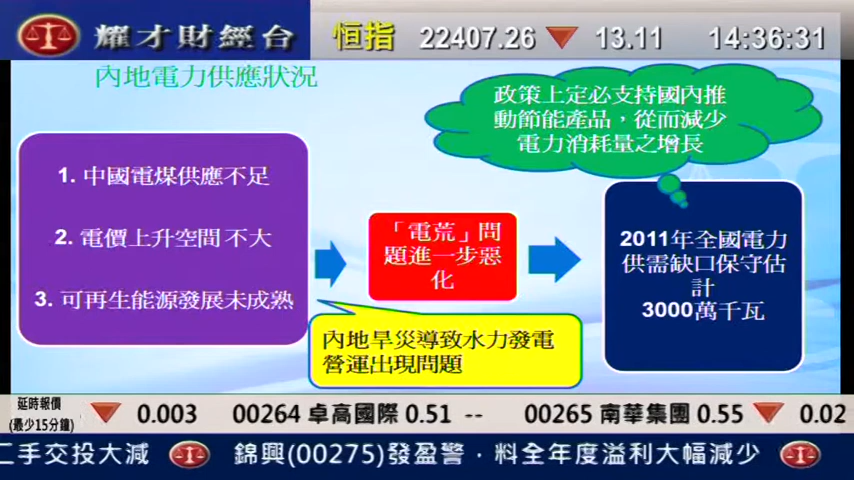 耀才財經台 恒指 22407.26 13.11 14:36:31
內地電力供應狀況
政策上定必支持國內推
動節能產品，從而減少
電力消耗量之增長
1. 中國電煤供應不足
2. 電價上升空間不大
3. 可再生能源發展未成熟
「電荒」問
題進一步惡
化
2011年全國電力
供需缺口保守估
計
3000萬千瓦
內地旱災導致水力發電
營運出現問題
延時報價
(最少15分鐘)
0.003 00264 卓高國際 0.51 -- 00265 南華集團 0.55 0.02
二手交投大減 錦興(00275)發盈警，料全年度溢利大幅減少